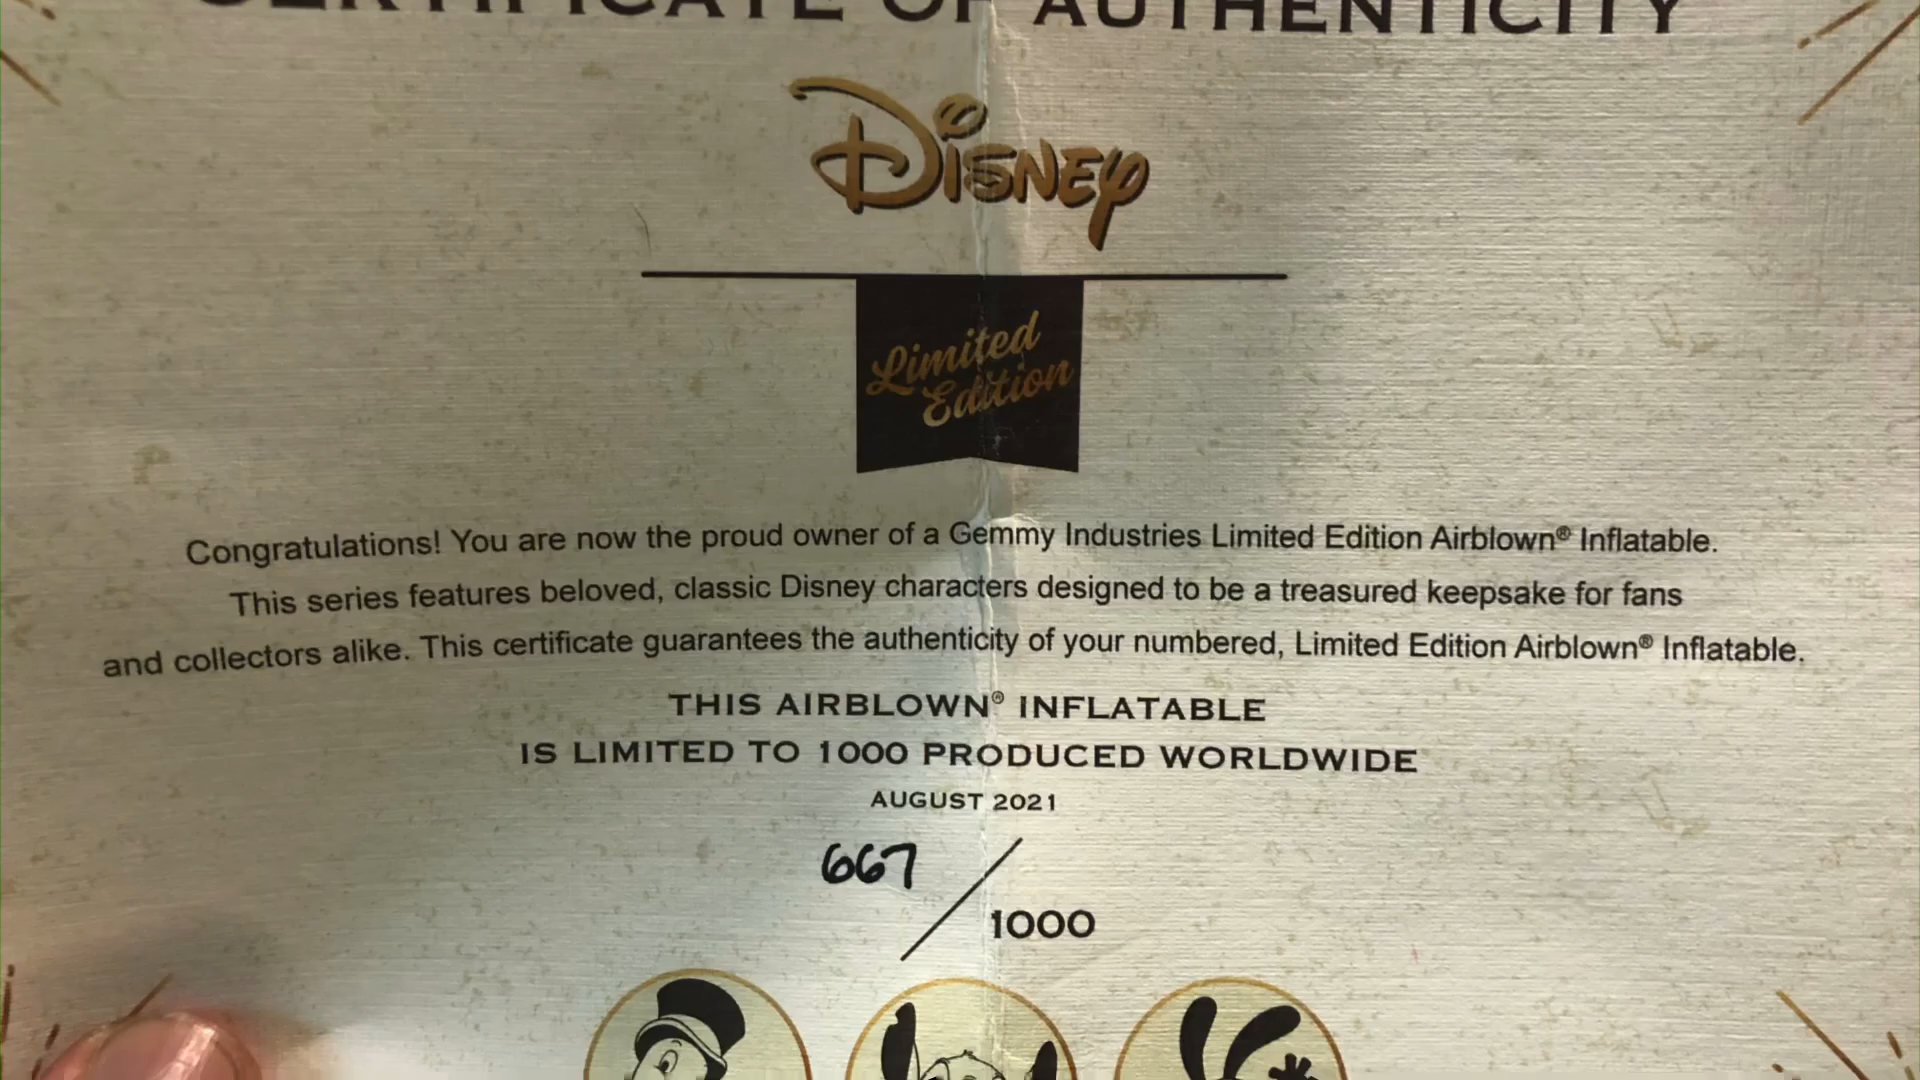 CERTIFICATE OF AUTHENTICITY
Disney
Limited
Edition
Congratulations! You are now the proud owner of a Gemmy Industries Limited Edition Airblown® Inflatable.
This series features beloved, classic Disney characters designed to be a treasured keepsake for fans
and collectors alike. This certificate guarantees the authenticity of your numbered, Limited Edition Airblown® Inflatable.
THIS AIRBLOWN® INFLATABLE
IS LIMITED TO 1000 PRODUCED WORLDWIDE
AUGUST 2021
667
/
1000